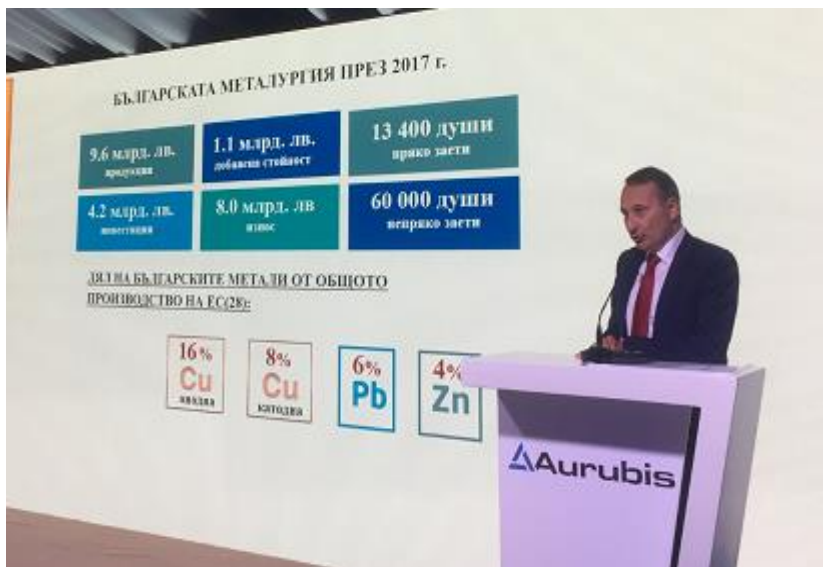 БЪЛГАРСКАТА МЕТАЛУРГИЯ ПРЕЗ 2017 г.
9.6 млрд. лв.
продукция
1.1 млрд. лв.
добавена стойност
13 400 души
пряко заети
4.2 млрд. лв.
инвестиции
8.0 млрд. лв
износ
60 000 души
непряко заети
ДЯЛ НА БЪЛГАРСКИТЕ МЕТАЛИ ОТ ОБЩОТО
ПРОИЗВОДСТВО НА ЕС(28):
16%
Cu
анодна
8%
Cu
катодна
6%
Pb
4%
Zn
Aurubis